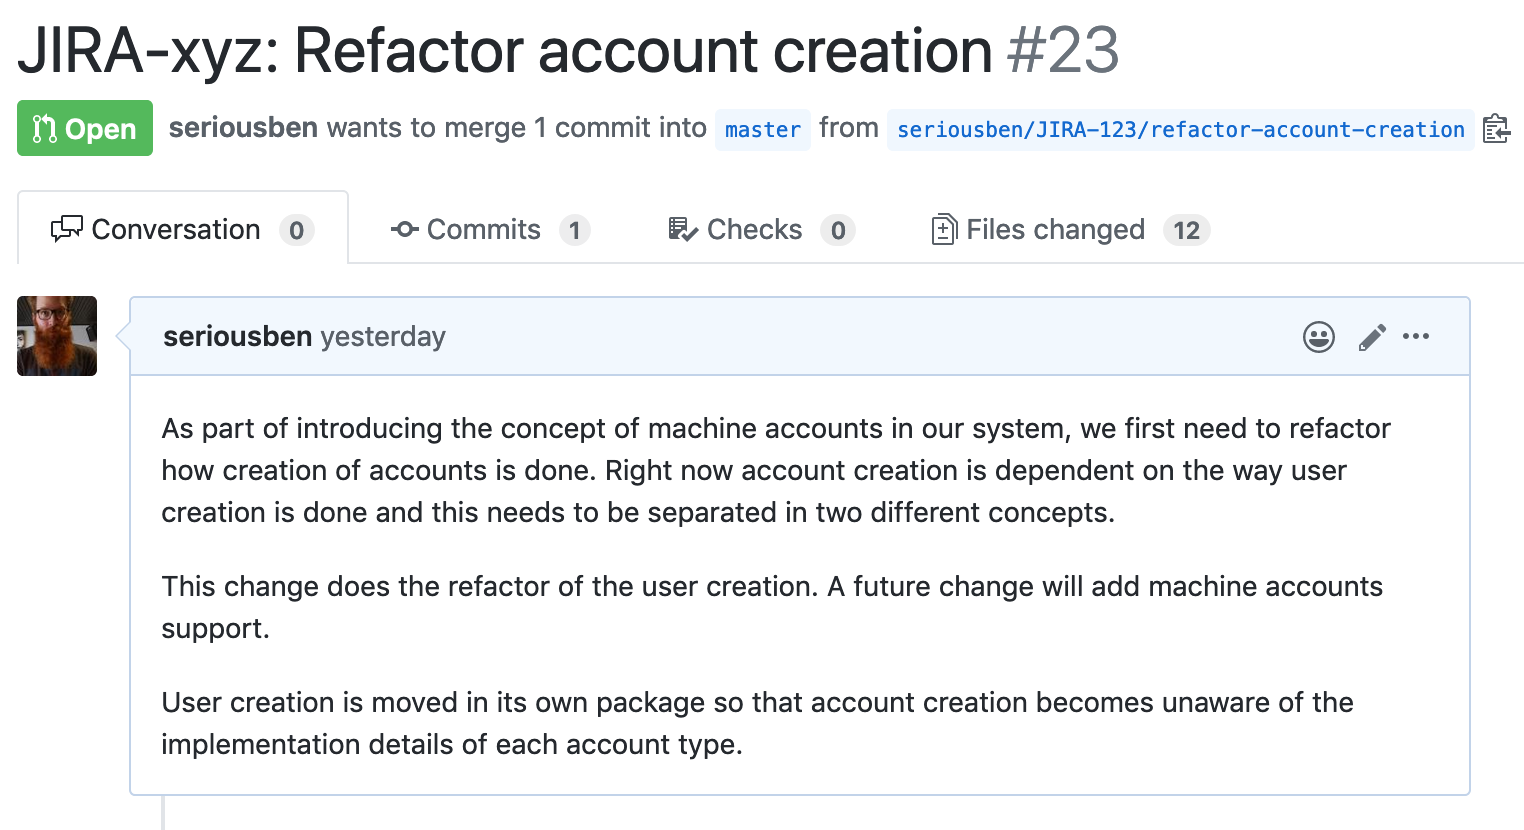 JIRA-xyz: Refactor account creation #23
Open seriousben wants to merge 1 commit into master from seriousben/JIRA-123/refactor-account-creation
Conversation 0 Commits 1 Checks 0 Files changed 12
seriousben yesterday
As part of introducing the concept of machine accounts in our system, we first need to refactor
how creation of accounts is done. Right now account creation is dependent on the way user
creation is done and this needs to be separated in two different concepts.
This change does the refactor of the user creation. A future change will add machine accounts
support.
User creation is moved in its own package so that account creation becomes unaware of the
implementation details of each account type.